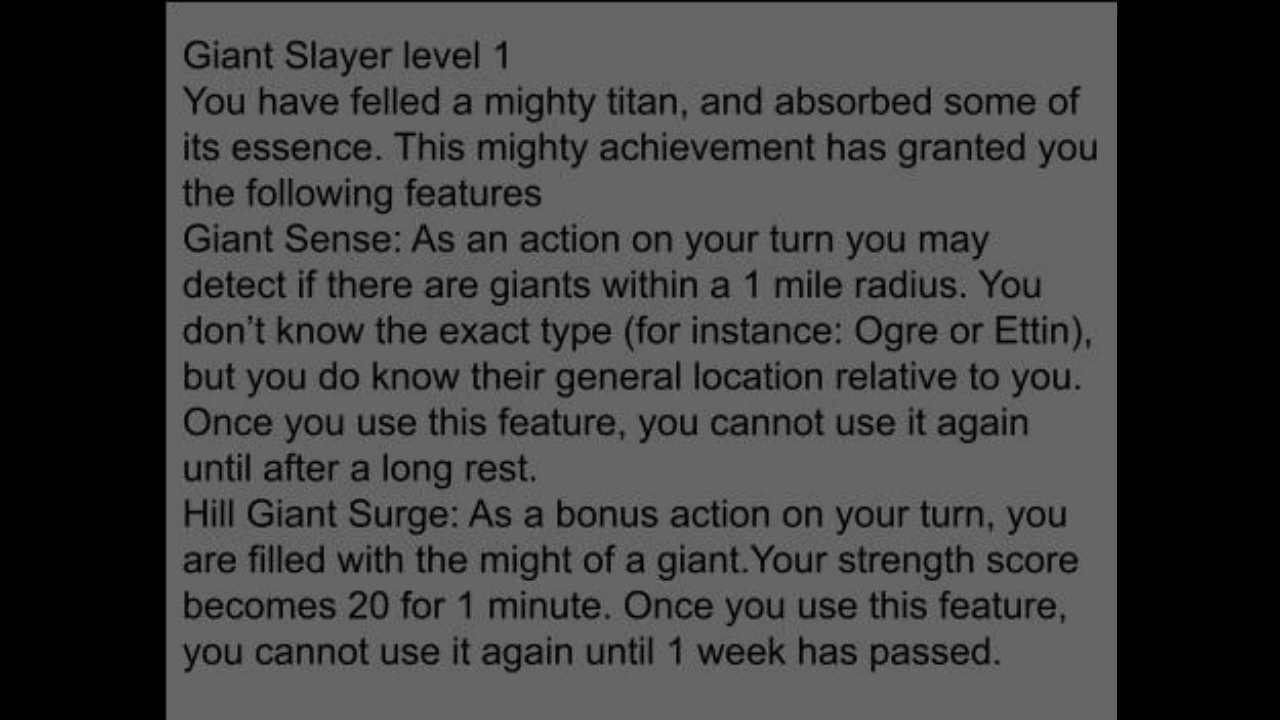 Giant Slayer level 1
You have felled a mighty titan, and absorbed some of
its essence. This mighty achievement has granted you
the following features
Giant Sense: As an action on your turn you may
detect if there are giants within a 1 mile radius. You
don’t know the exact type (for instance: Ogre or Ettin),
but you do know their general location relative to you.
Once you use this feature, you cannot use it again
until after a long rest.
Hill Giant Surge: As a bonus action on your turn, you
are filled with the might of a giant.Your strength score
becomes 20 for 1 minute. Once you use this feature,
you cannot use it again until 1 week has passed.